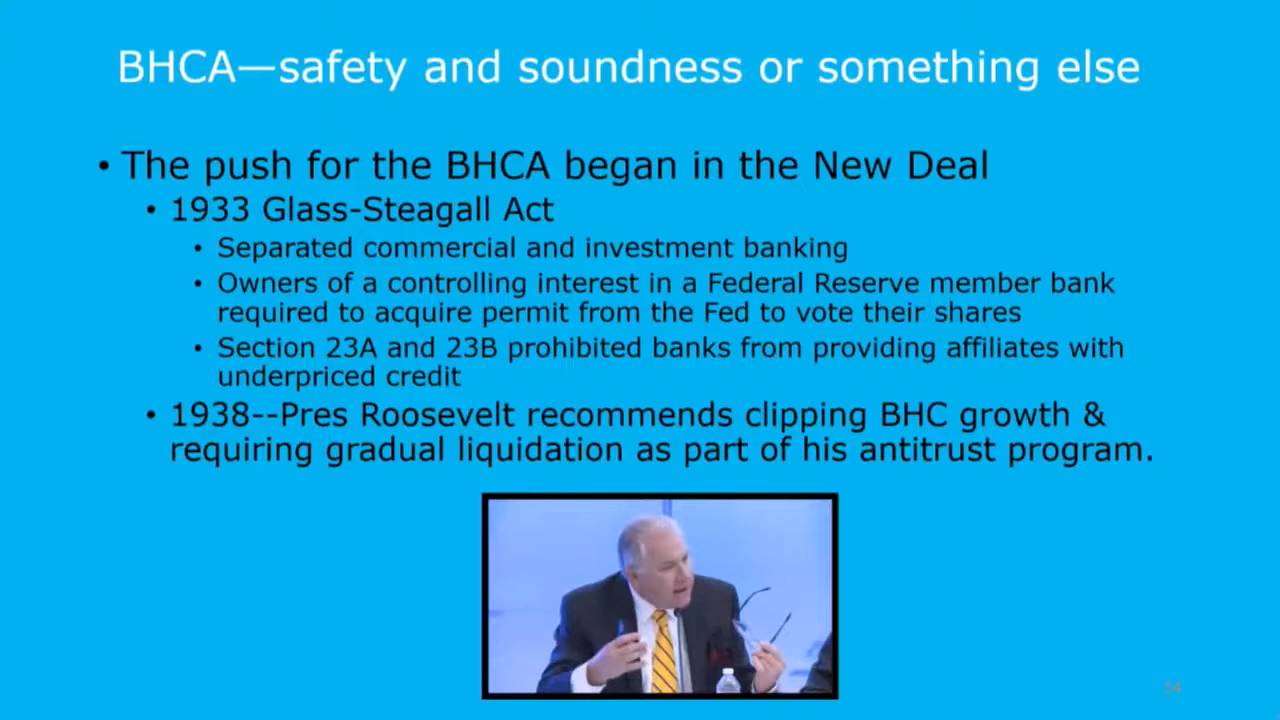 BHCA—safety and soundness or something else
• The push for the BHCA began in the New Deal
• 1933 Glass-Steagall Act
• Separated commercial and investment banking
• Owners of a controlling interest in a Federal Reserve member bank
required to acquire permit from the Fed to vote their shares
• Section 23A and 23B prohibited banks from providing affiliates with
underpriced credit
• 1938--Pres Roosevelt recommends clipping BHC growth &
requiring gradual liquidation as part of his antitrust program.
54